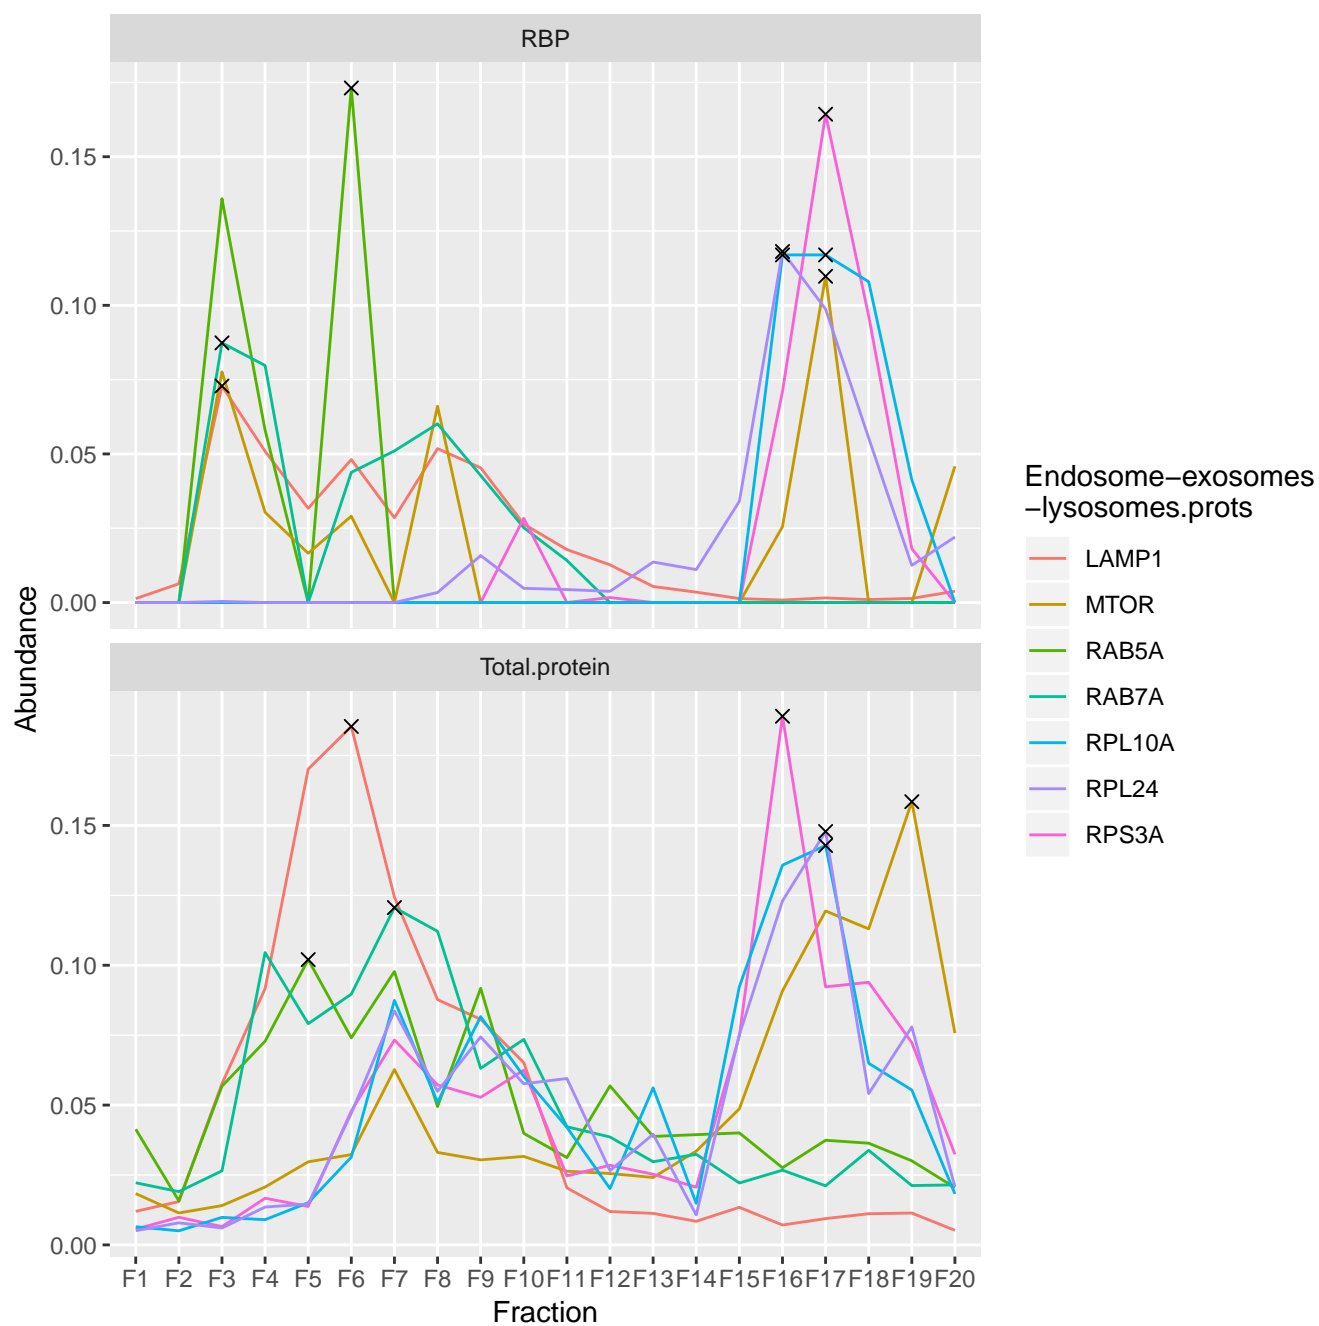 RBP
0.15
0.10
0.05
0.00
Total.protein
0.15
0.10
0.05
0.00
F1 F2 F3 F4 F5 F6 F7 F8 F9 F10 F11 F12 F13 F14 F15 F16 F17 F18 F19 F20
Fraction
Abundance
Endosome−exosomes
−lysosomes.prots
LAMP1
MTOR
RAB5A
RAB7A
RPL10A
RPL24
RPS3A